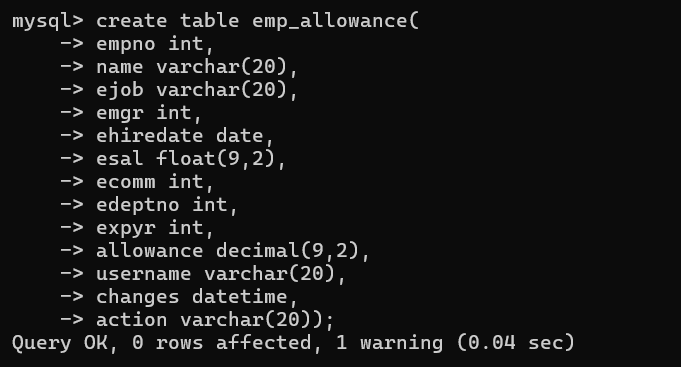 mysql> create table emp_allowance(
    -> empno int,
    -> name varchar(20),
    -> ejob varchar(20),
    -> emgr int,
    -> ehiredate date,
    -> esal float(9,2),
    -> ecomm int,
    -> edeptno int,
    -> expyr int,
    -> allowance decimal(9,2),
    -> username varchar(20),
    -> changes datetime,
    -> action varchar(20));
Query OK, 0 rows affected, 1 warning (0.04 sec)